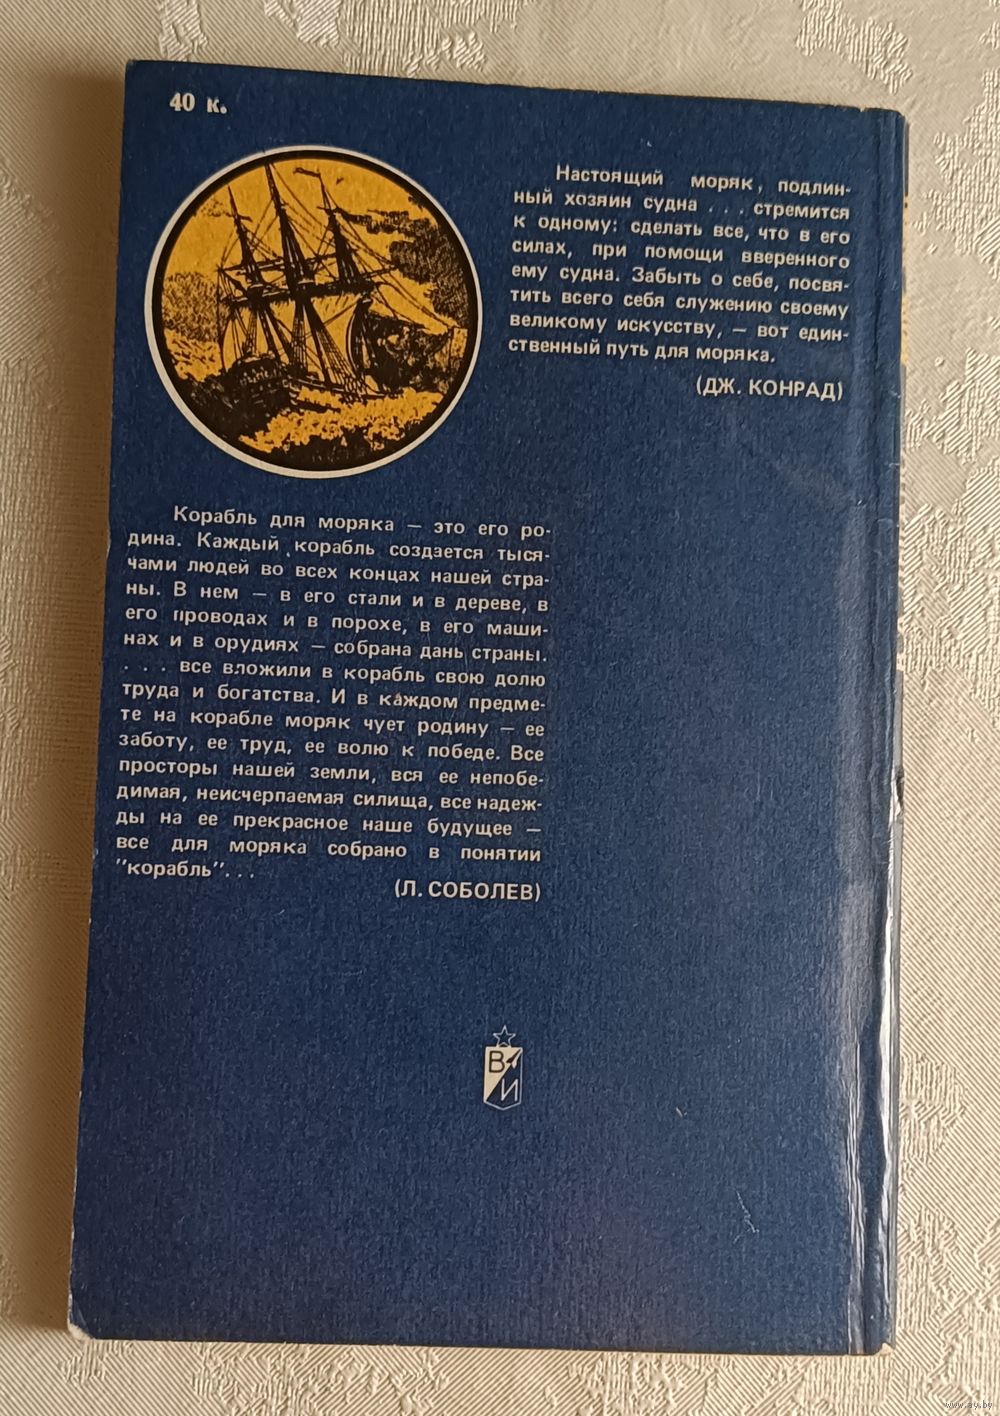 40 к.
Настоящий моряк, подлин-
ный хозяин судна . . . стремится
к одному: сделать все, что в его
силах, при помощи вверенного
ему судна. Забыть о себе, посвя-
тить всего себя служению своему
великому искусству, — вот един-
ственный путь для моряка.
(ДЖ. КОНРАД)
Корабль для моряка — это его ро-
дина. Каждый корабль создается тыся-
чами людей во всех концах нашей стра-
ны. В нем — в его стали и в дереве, в
его проводах и в порохе, в его маши-
нах и в орудиях — собрана дань страны.
. . . все вложили в корабль свою долю
труда и богатства. И в каждом предме-
те на корабле моряк чует родину — ее
заботу, ее труд, ее волю к победе. Все
просторы нашей земли, вся ее непобе-
димая, неисчерпаемая силища, все надеж-
ды на ее прекрасное наше будущее —
все для моряка собрано в понятии
"корабль". . .
(Л. СОБОЛЕВ)
В
И
www.ay.by